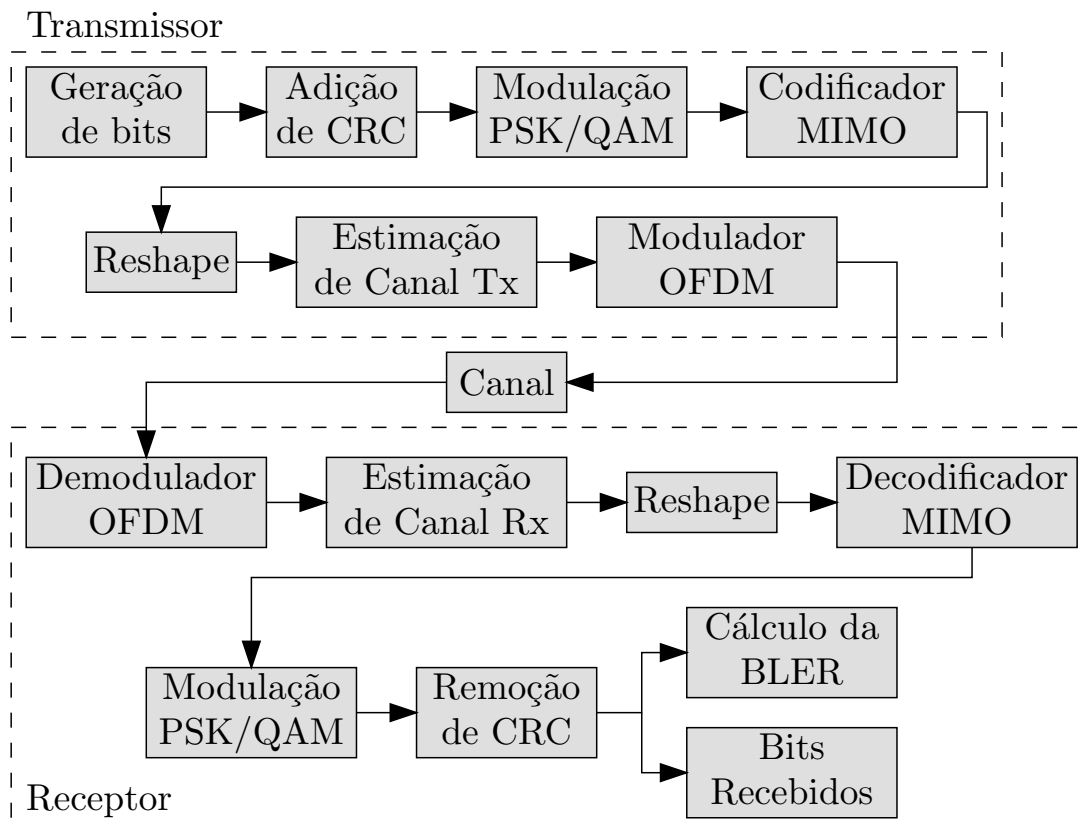 Transmissor
Geração
de bits
Adição
de CRC
Modulação
PSK/QAM
Codificador
MIMO
Reshape
Estimação
de Canal Tx
Modulador
OFDM
Canal
Demodulador
OFDM
Estimação
de Canal Rx
Reshape
Decodificador
MIMO
Modulação
PSK/QAM
Remoção
de CRC
Cálculo da
BLER
Bits
Recebidos
Receptor